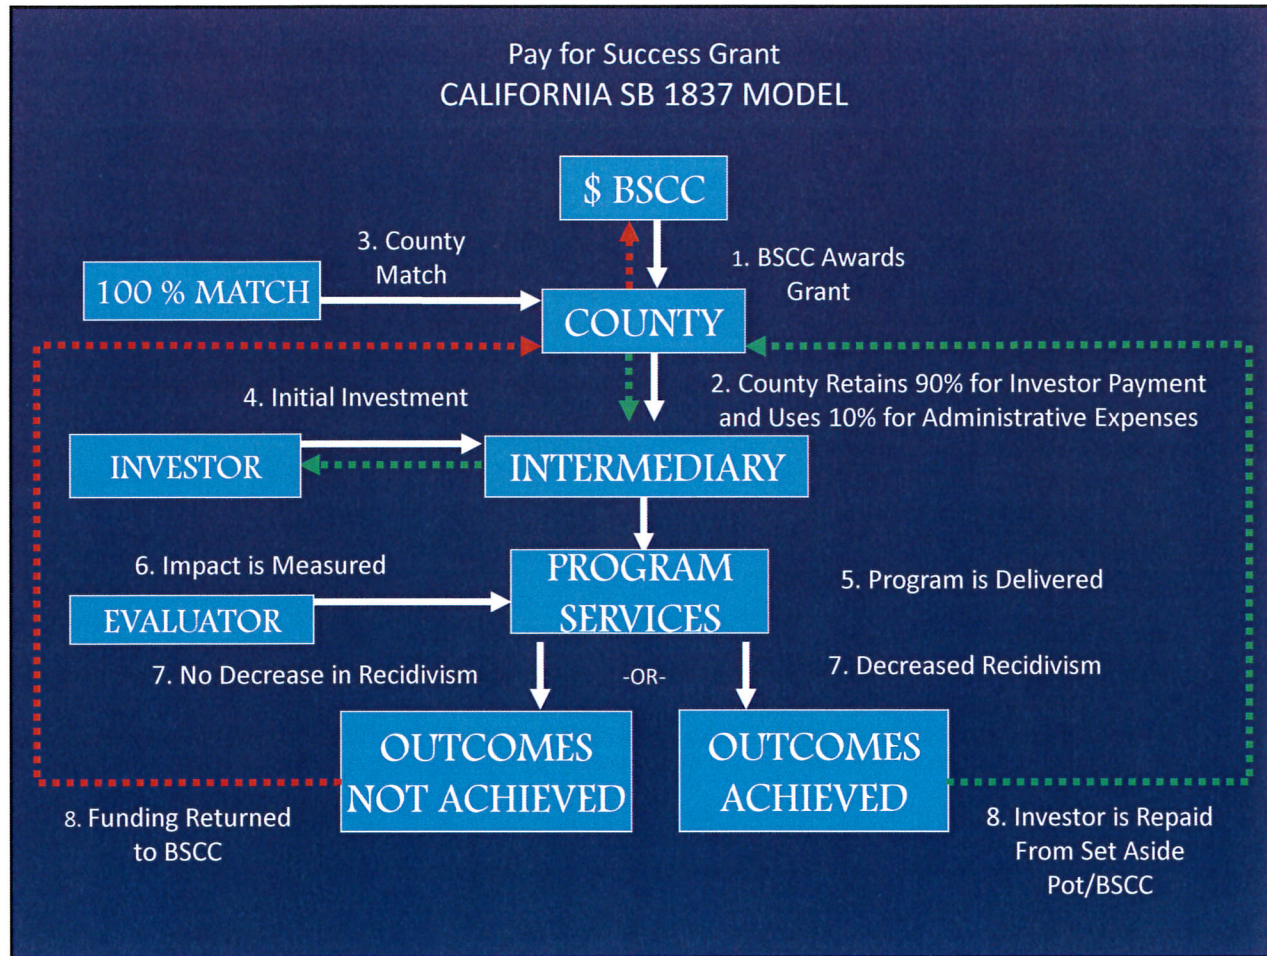 Pay for Success Grant
CALIFORNIA SB 1837 MODEL
$ BSCC
3. County
Match
1. BSCC Awards
Grant
100 % MATCH
COUNTY
2. County Retains 90% for Investor Payment
and Uses 10% for Administrative Expenses
4. Initial Investment
INVESTOR
INTERMEDIARY
6. Impact is Measured
PROGRAM
SERVICES
5. Program is Delivered
EVALUATOR
7. No Decrease in Recidivism
-OR-
7. Decreased Recidivism
OUTCOMES
NOT ACHIEVED
OUTCOMES
ACHIEVED
8. Funding Returned
to BSCC
8. Investor is Repaid
From Set Aside
Pot/BSCC